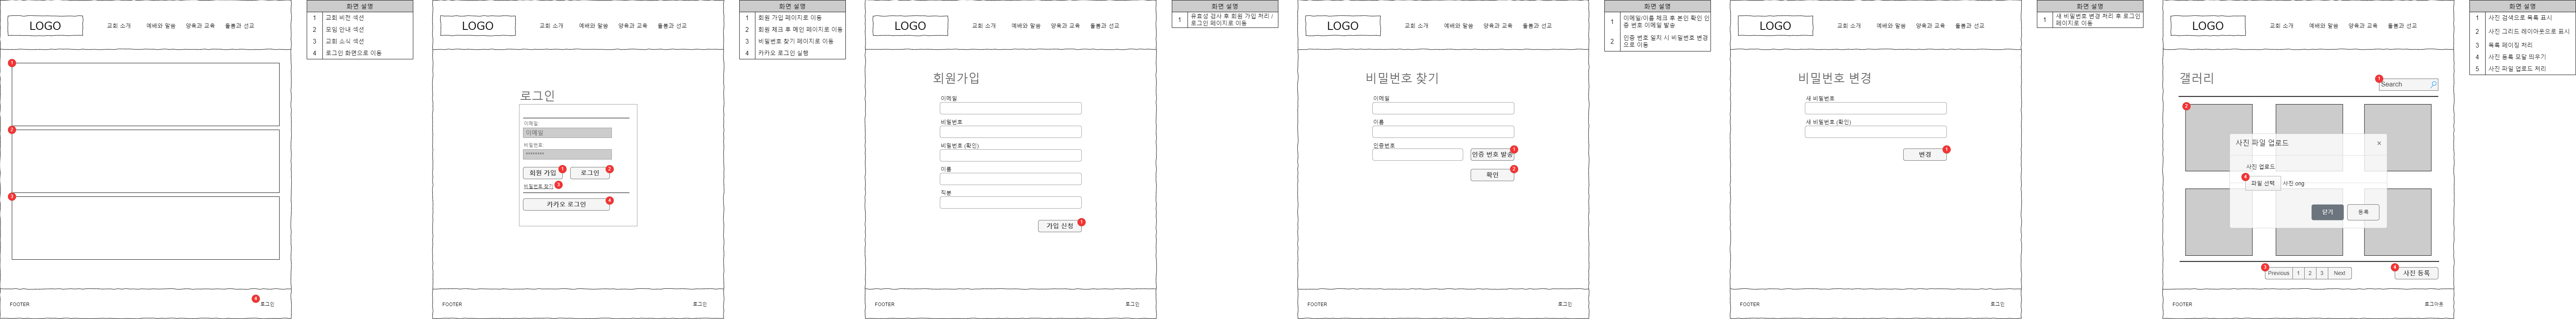 LOGO
교회 소개 예배와 말씀 양육과 교육 돌봄과 선교
1
2
3
FOOTER
4
로그인
화면 설명
1 교회 비전 섹션
2 모임 안내 섹션
3 교회 소식 섹션
4 로그인 화면으로 이동
LOGO
교회 소개 예배와 말씀 양육과 교육 돌봄과 선교
로그인
이메일
이메일
비밀번호
********
회원 가입 1 로그인 2
비밀번호 찾기 3
카카오 로그인 4
FOOTER
로그인
화면 설명
1 회원 가입 페이지로 이동
2 회원 체크 후 메인 페이지로 이동
3 비밀번호 찾기 페이지로 이동
4 카카오 로그인 실행
LOGO
교회 소개 예배와 말씀 양육과 교육 돌봄과 선교
회원가입
이메일
비밀번호
비밀번호 (확인)
이름
직분
가입 신청 1
FOOTER
로그인
화면 설명
1 유효성 검사 후 회원 가입 처리 /
로그인 페이지로 이동
LOGO
교회 소개 예배와 말씀 양육과 교육 돌봄과 선교
비밀번호 찾기
이메일
이름
인증번호
인증 번호 발송 1
확인 2
FOOTER
로그인
화면 설명
1 이메일/이름 체크 후 본인 확인 인
증 번호 이메일 발송
2 인증 번호 일치 시 비밀번호 변경
으로 이동
LOGO
교회 소개 예배와 말씀 양육과 교육 돌봄과 선교
비밀번호 변경
새 비밀번호
새 비밀번호 (확인)
변경 1
FOOTER
로그인
화면 설명
1 새 비밀번호 변경 처리 후 로그인
페이지로 이동
LOGO
교회 소개 예배와 말씀 양육과 교육 돌봄과 선교
갤러리
1 Search
2
사진 파일 업로드 ×
사진 업로드
4
파일 선택 사진.png
닫기 등록
3 Previous 1 2 3 Next
4 사진 등록
FOOTER
로그아웃
화면 설명
1 사진 검색으로 목록 표시
2 사진 그리드 레이아웃으로 표시
3 목록 페이징 처리
4 사진 등록 모달 띄우기
5 사진 파일 업로드 처리